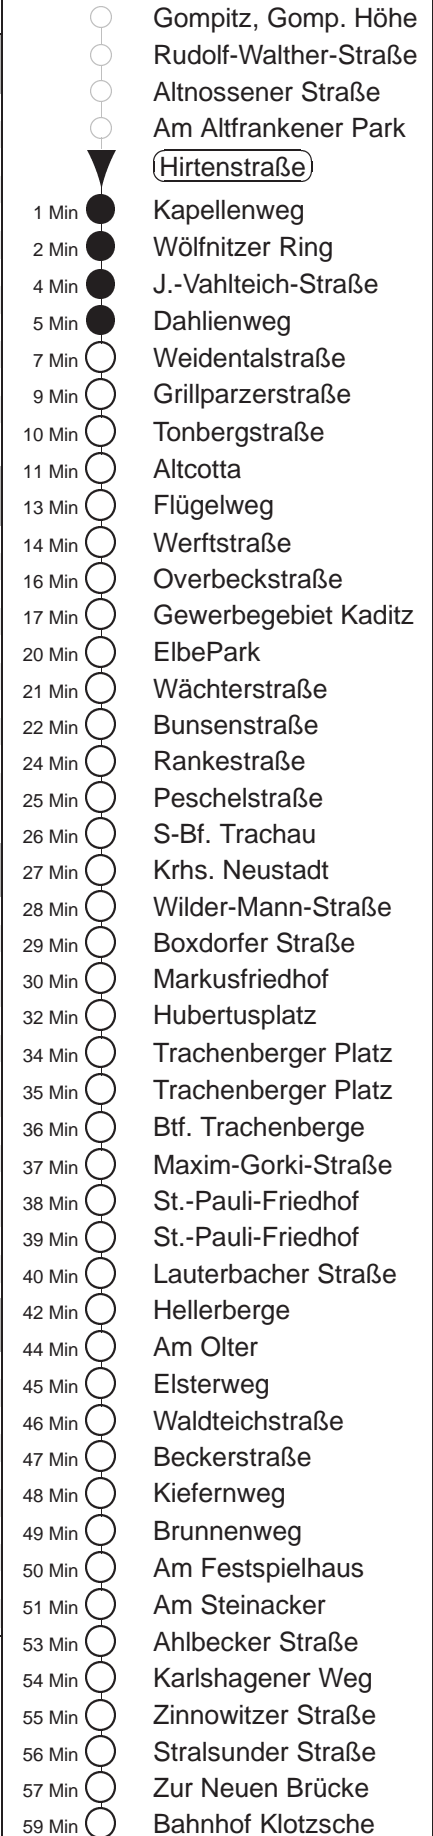 Gompitz, Gomp. Höhe
Rudolf-Walther-Straße
Altnossener Straße
Am Altfrankener Park
Hirtenstraße
1 Min Kapellenweg
2 Min Wölfnitzer Ring
4 Min J.-Vahlteich-Straße
5 Min Dahlienweg
7 Min Weidentalstraße
9 Min Grillparzerstraße
10 Min Tonbergstraße
11 Min Altcotta
13 Min Flügelweg
14 Min Werftstraße
16 Min Overbeckstraße
17 Min Gewerbegebiet Kaditz
20 Min ElbePark
21 Min Wächterstraße
22 Min Bunsenstraße
24 Min Rankestraße
25 Min Peschelstraße
26 Min S-Bf. Trachau
27 Min Krhs. Neustadt
28 Min Wilder-Mann-Straße
29 Min Boxdorfer Straße
30 Min Markusfriedhof
32 Min Hubertusplatz
34 Min Trachenberger Platz
35 Min Trachenberger Platz
36 Min Btf. Trachenberge
37 Min Maxim-Gorki-Straße
38 Min St.-Pauli-Friedhof
39 Min St.-Pauli-Friedhof
40 Min Lauterbacher Straße
42 Min Hellerberge
44 Min Am Olter
45 Min Elsterweg
46 Min Waldteichstraße
47 Min Beckerstraße
48 Min Kiefernweg
49 Min Brunnenweg
50 Min Am Festspielhaus
51 Min Am Steinacker
53 Min Ahlbecker Straße
54 Min Karlshagener Weg
55 Min Zinnowitzer Straße
56 Min Stralsunder Straße
57 Min Zur Neuen Brücke
59 Min Bahnhof Klotzsche